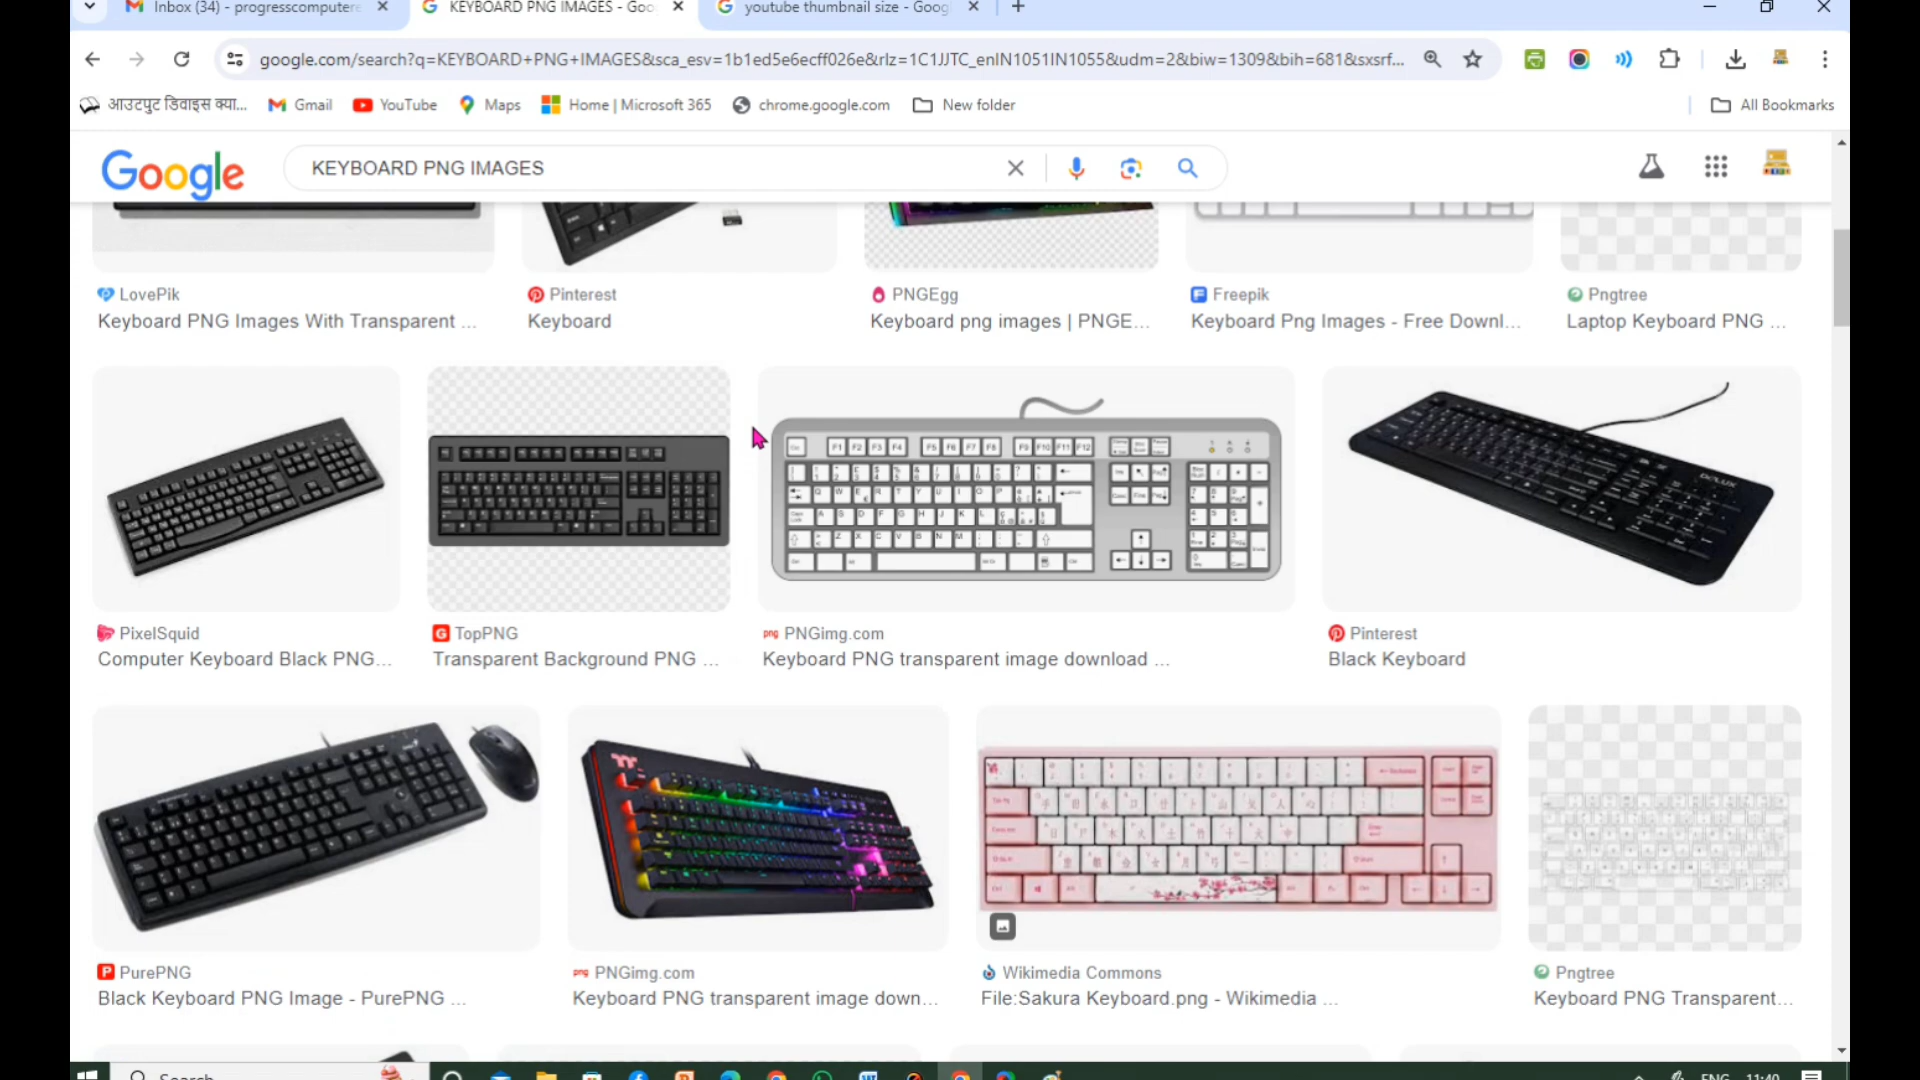 Inbox (34) - progresscomputere
KEYBOARD PNG IMAGES - Goo
youtube thumbnail size - Goog
google.com/search?q=KEYBOARD+PNG+IMAGES&sca_esv=1b1ed5e6ecff026e&rlz=1C1JJTC_enIN1051IN1055&udm=2&biw=1309&bih=681&sxsrf...
आउटपुट डिवाइस क्या...
Gmail
YouTube
Maps
Home | Microsoft 365
chrome.google.com
New folder
All Bookmarks
Google
KEYBOARD PNG IMAGES
LovePik
Keyboard PNG Images With Transparent ...
Pinterest
Keyboard
PNGEgg
Keyboard png images | PNGE...
Freepik
Keyboard Png Images - Free Downl...
Pngtree
Laptop Keyboard PNG ...
PixelSquid
Computer Keyboard Black PNG...
TopPNG
Transparent Background PNG ...
PNGimg.com
Keyboard PNG transparent image download ...
Pinterest
Black Keyboard
PurePNG
Black Keyboard PNG Image - PurePNG ...
PNGimg.com
Keyboard PNG transparent image down...
Wikimedia Commons
File:Sakura Keyboard.png - Wikimedia ...
Pngtree
Keyboard PNG Transparent...
Search
ENG
11:40